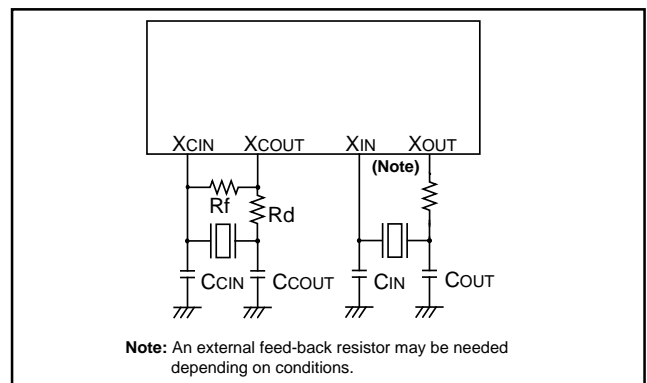 XCIN XCOUT XIN XOUT
(Note)
Rf
Rd
CCIN CCOUT CIN COUT
Note: An external feed-back resistor may be needed
depending on conditions.